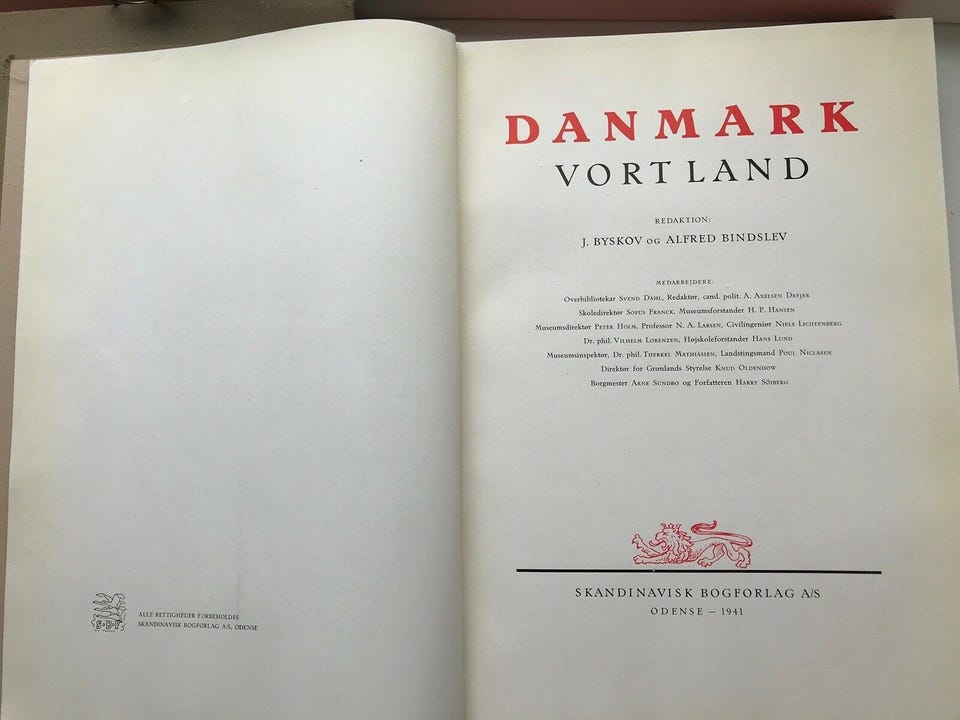 S·B·F
ALLE RETTIGHEDER FORBEHOLDES
SKANDINAVISK BOGFORLAG A/S, ODENSE
DANMARK
VORT LAND
REDAKTION:
J. BYSKOV OG ALFRED BINDSLEV
MEDARBEJDERE:
Overbibliotekar SVEND DAHL, Redaktør, cand. polit. A. AXELSEN DREJER
Skoledirektør SOFUS FRANCK, Museumsforstander H. P. HANSEN
Museumsdirektør PETER HOLM, Professor N. A. LARSEN, Civilingeniør NIELS LICHTENBERG
Dr. phil. VILHELM LORENZEN, Højskoleforstander HANS LUND
Museumsinspektør, Dr. phil. THERKEL MATHIASSEN, Landstingsmand POUL NICLASEN
Direktør for Grønlands Styrelse KNUD OLDENDOW
Borgmester ARNE SUNDBO og Forfatteren HARRY SÖIBERG
SKANDINAVISK BOGFORLAG A/S
ODENSE – 1941